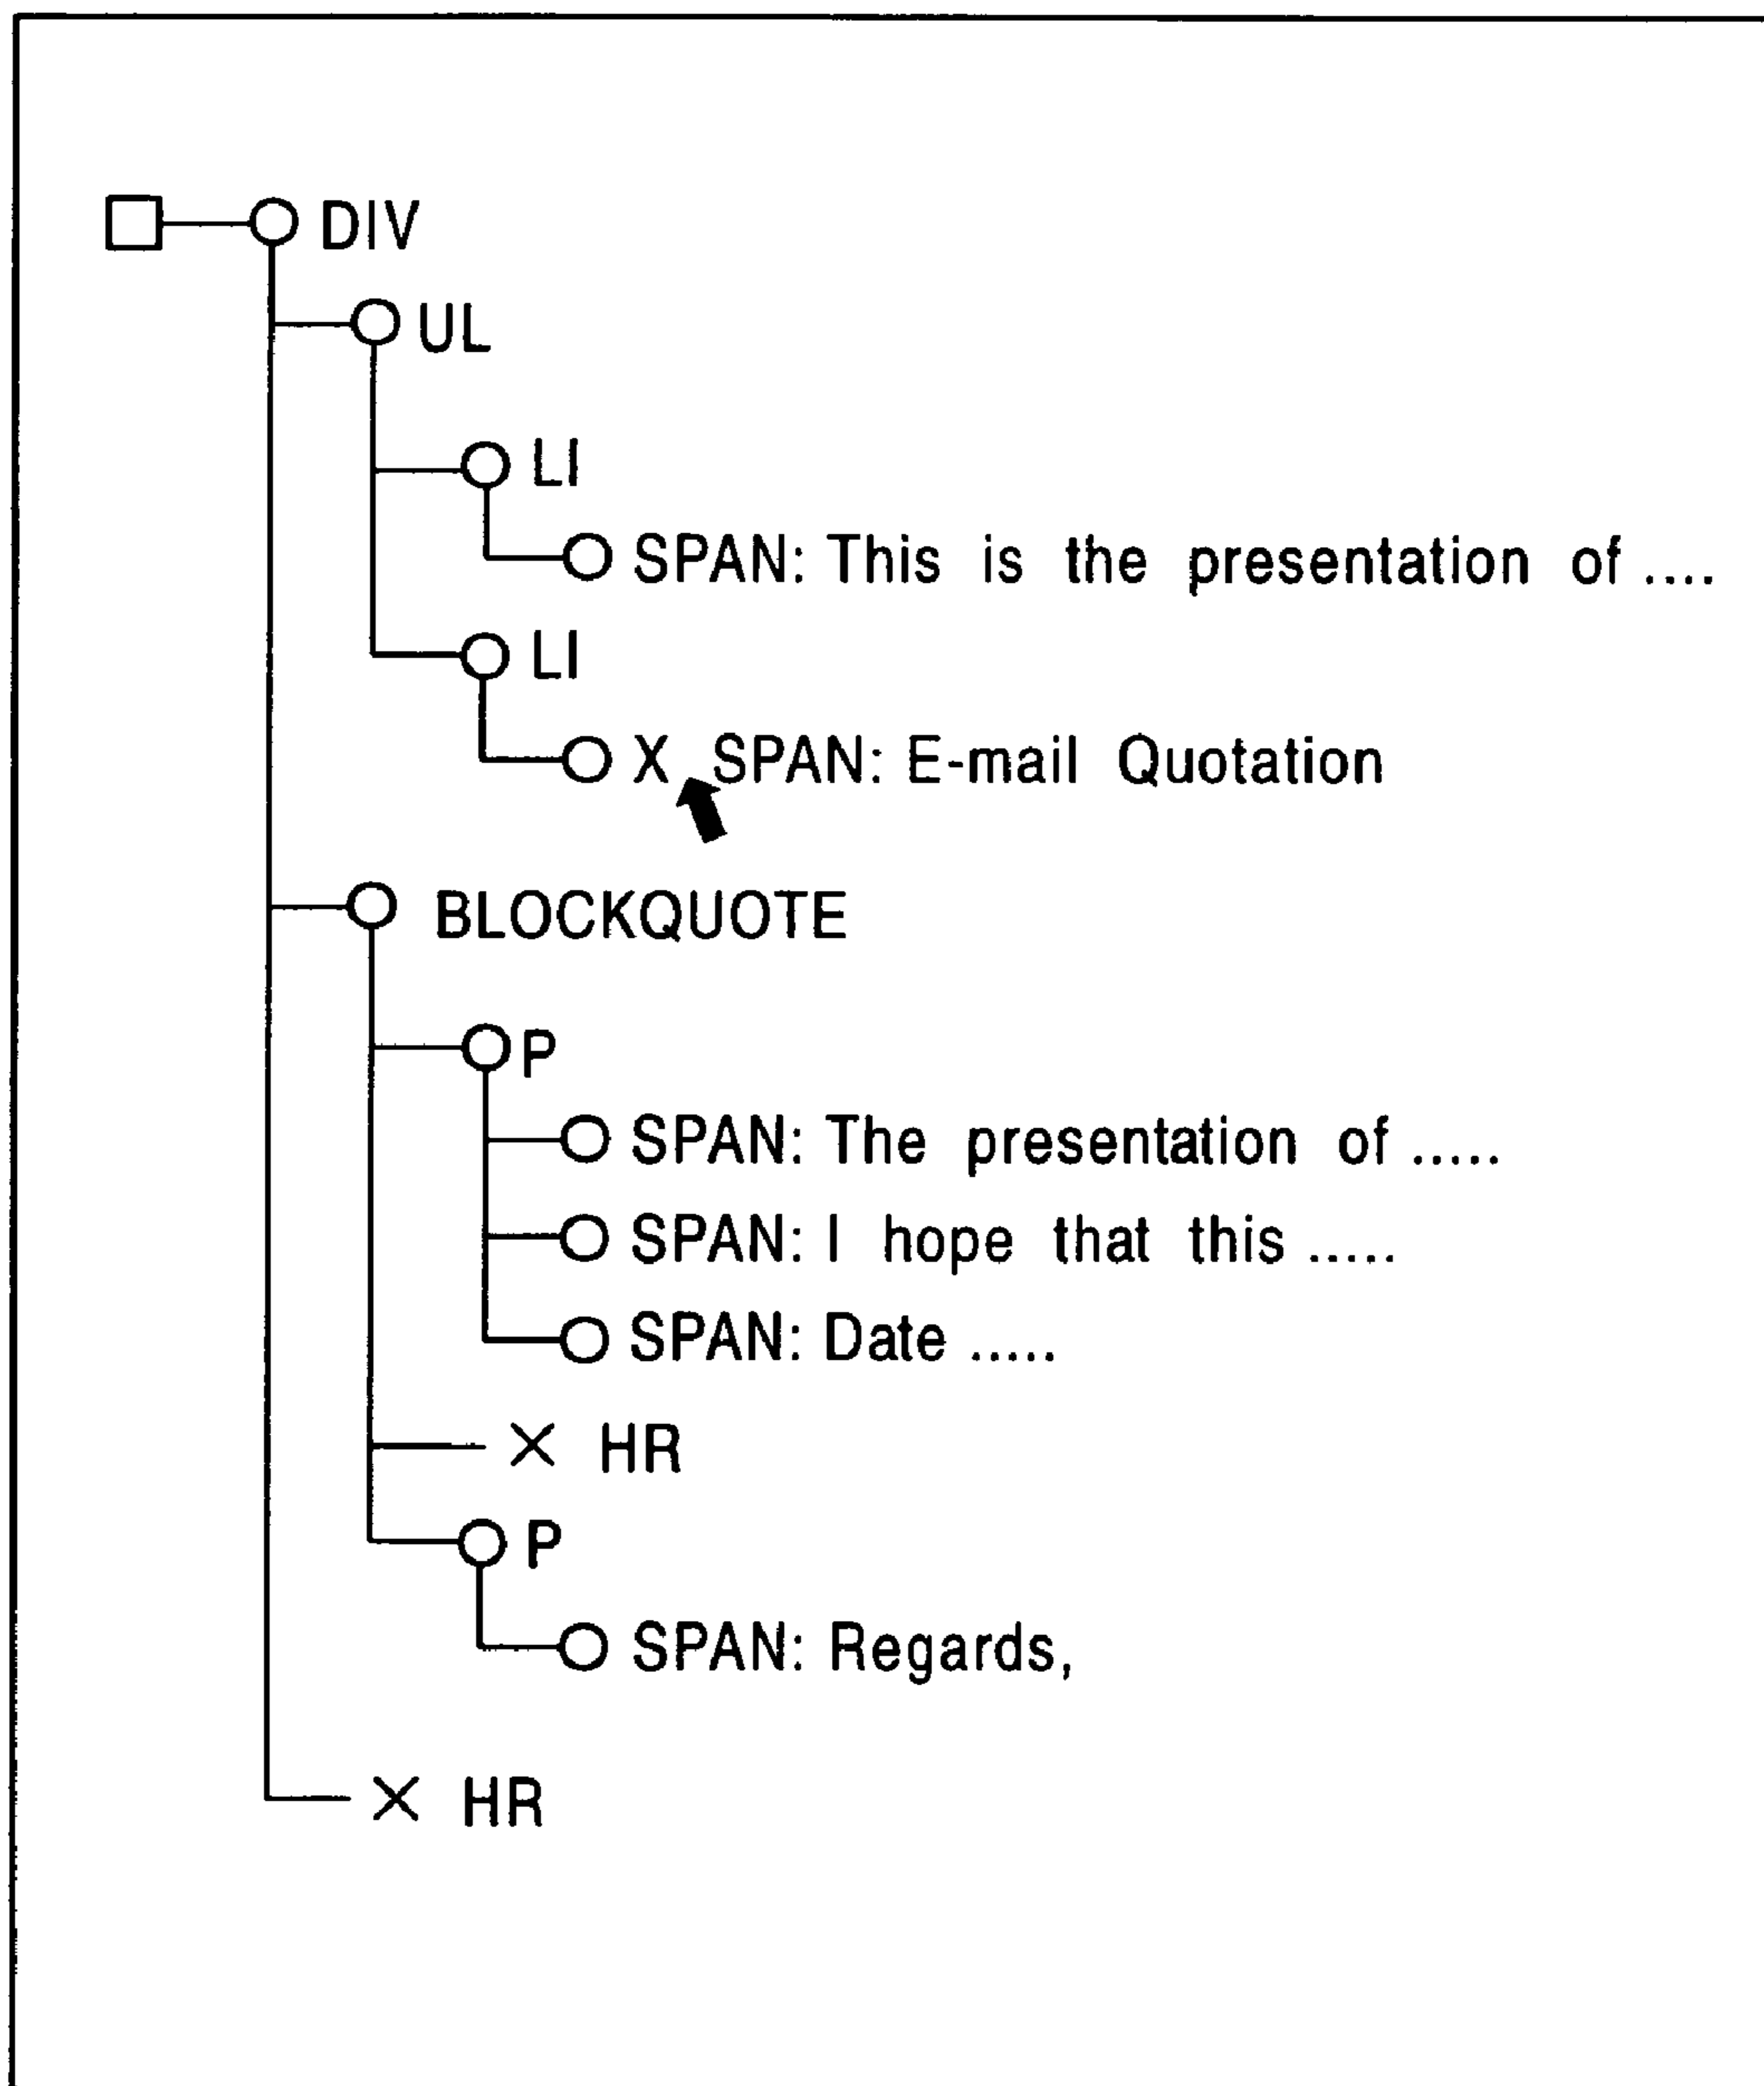 DIV
UL
LI
SPAN: This is the presentation of ....
LI
X SPAN: E-mail Quotation
BLOCKQUOTE
P
SPAN: The presentation of .....
SPAN: I hope that this .....
SPAN: Date .....
X HR
P
SPAN: Regards,
X HR